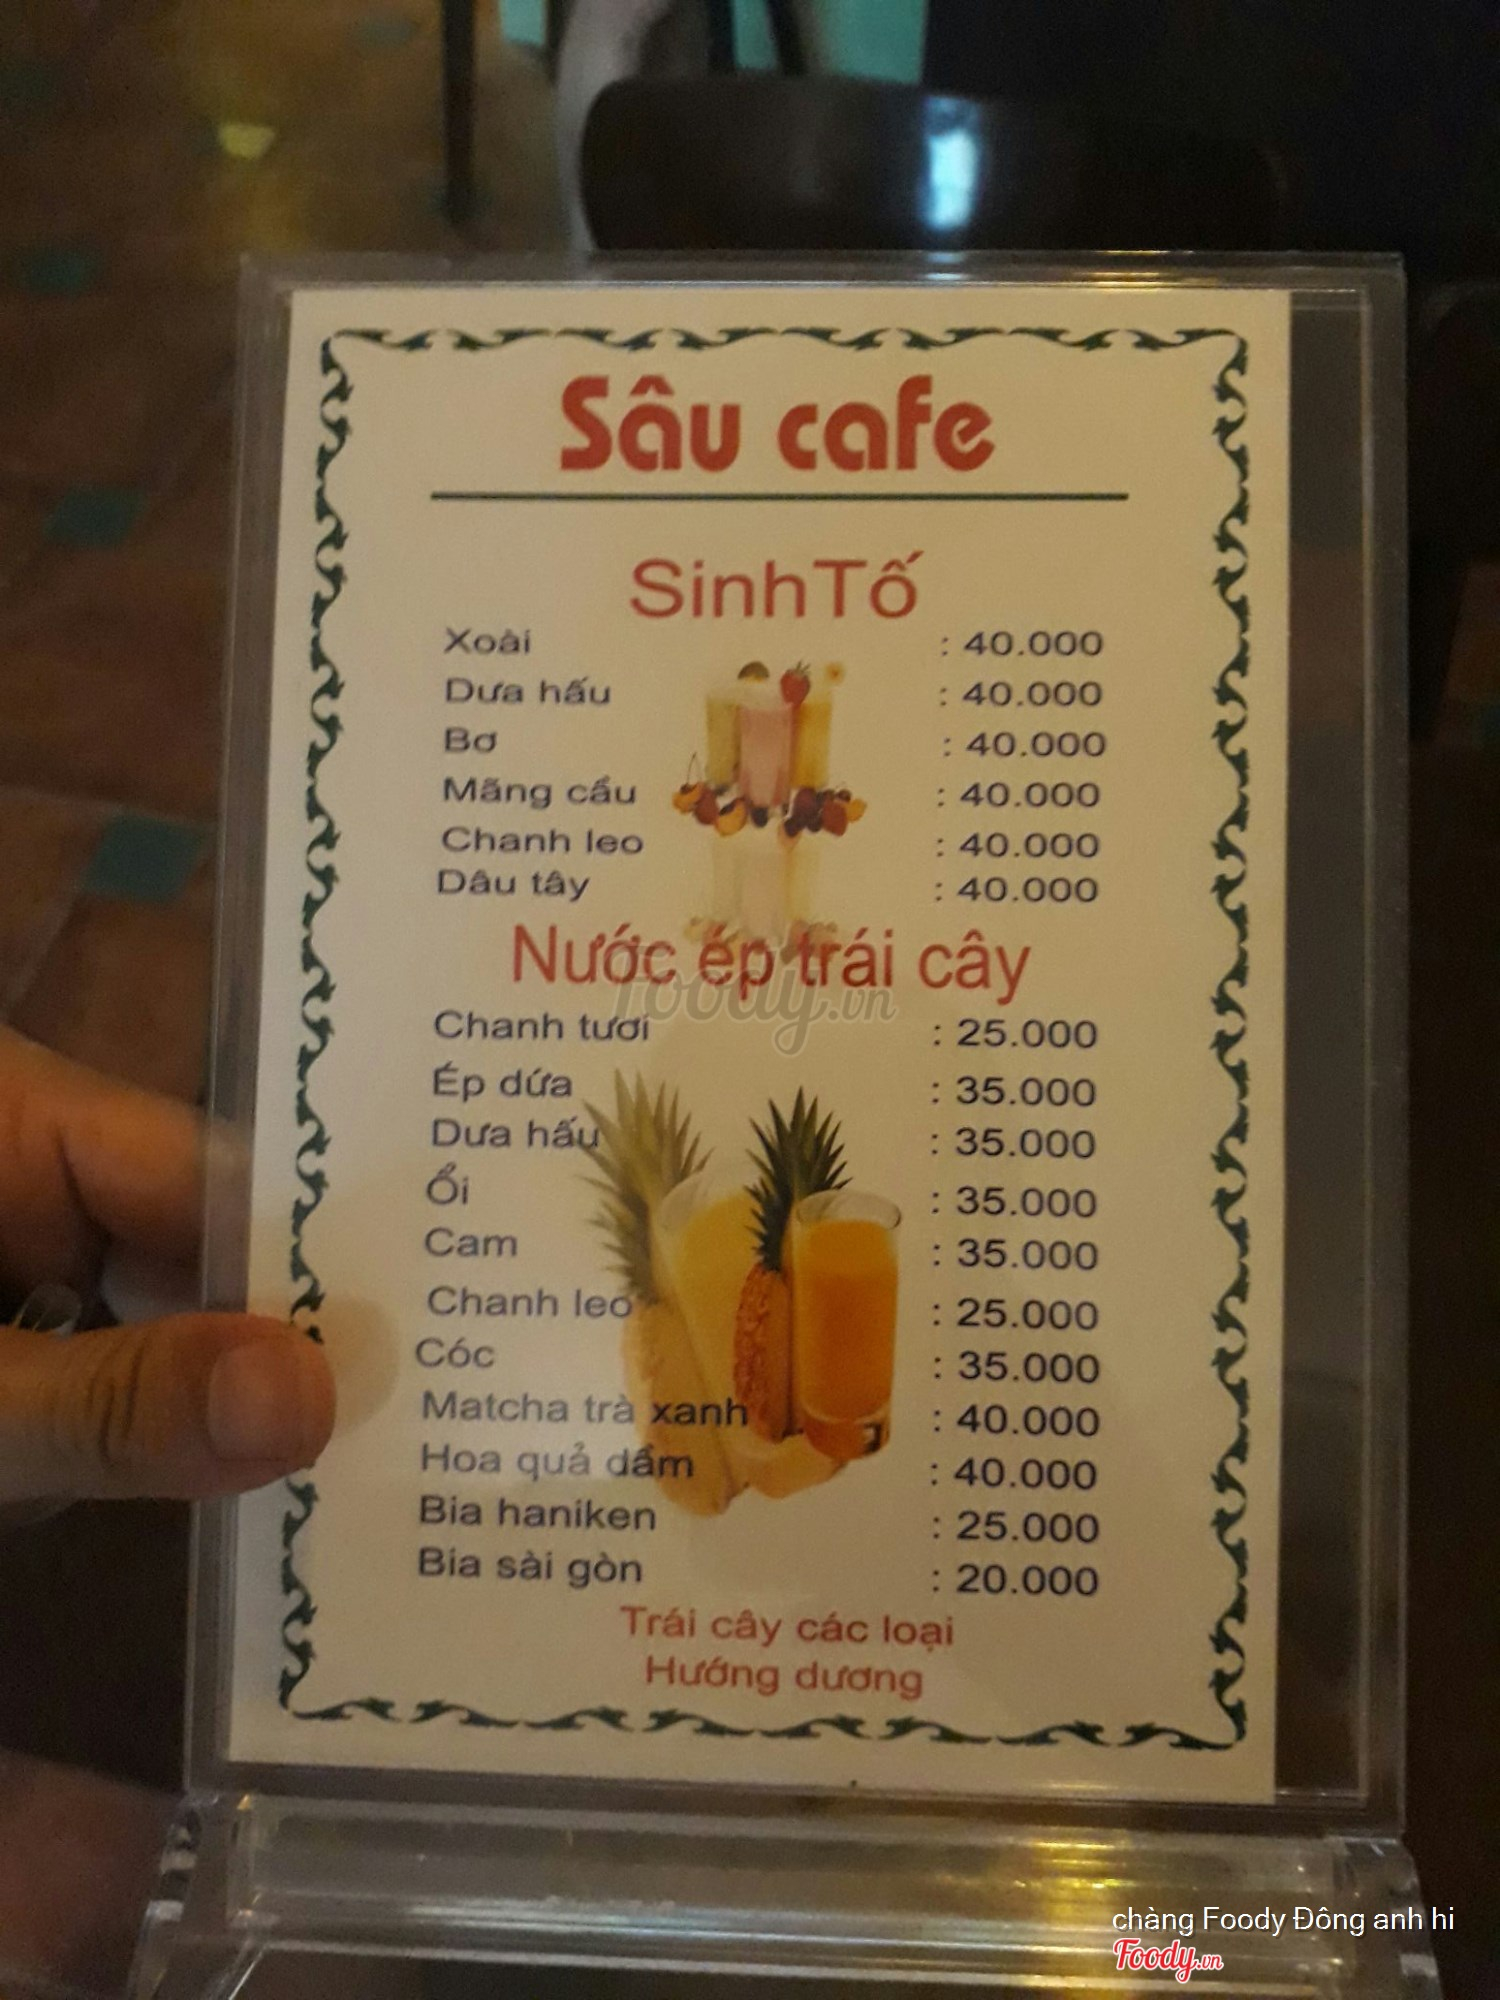 Sâu cafe
Sinh Tố
Xoài : 40.000
Dưa hấu : 40.000
Bơ : 40.000
Mãng cầu : 40.000
Chanh leo : 40.000
Dâu tây : 40.000
Nước ép trái cây
Foody.vn
Chanh tươi : 25.000
Ép dứa : 35.000
Dưa hấu : 35.000
Ổi : 35.000
Cam : 35.000
Chanh leo : 25.000
Cóc : 35.000
Matcha trà xanh : 40.000
Hoa quả dầm : 40.000
Bia haniken : 25.000
Bia sài gòn : 20.000
Trái cây các loại
Hướng dương
chàng Foody Đông anh hi
Foody.vn